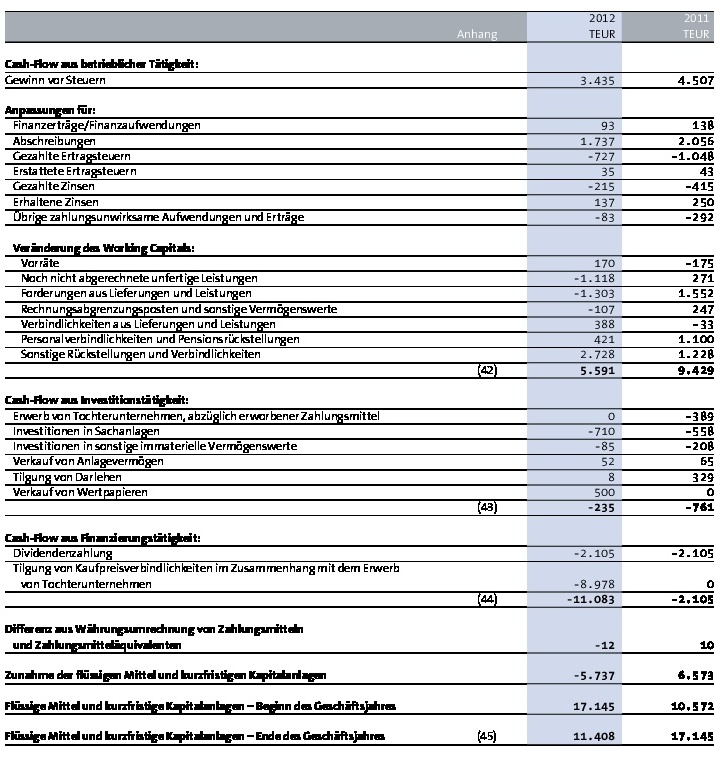 2012 2011
Anhang TEUR TEUR
Cash-Flow aus betrieblicher Tätigkeit:
Gewinn vor Steuern 3.435 4.507
Anpassungen für:
Finanzerträge/Finanzaufwendungen 93 138
Abschreibungen 1.737 2.056
Gezahlte Ertragsteuern -727 -1.048
Erstattete Ertragsteuern 35 43
Gezahlte Zinsen -215 -415
Erhaltene Zinsen 137 250
Übrige zahlungsunwirksame Aufwendungen und Erträge -83 -292
Veränderung des Working Capitals:
Vorräte 170 -175
Noch nicht abgerechnete unfertige Leistungen -1.118 271
Forderungen aus Lieferungen und Leistungen -1.303 1.552
Rechnungsabgrenzungsposten und sonstige Vermögenswerte -107 247
Verbindlichkeiten aus Lieferungen und Leistungen 388 -33
Personalverbindlichkeiten und Pensionsrückstellungen 421 1.100
Sonstige Rückstellungen und Verbindlichkeiten 2.728 1.228
(42) 5.591 9.429
Cash-Flow aus Investitionstätigkeit:
Erwerb von Tochterunternehmen, abzüglich erworbener Zahlungsmittel 0 -389
Investitionen in Sachanlagen -710 -558
Investitionen in sonstige immaterielle Vermögenswerte -85 -208
Verkauf von Anlagevermögen 52 65
Tilgung von Darlehen 8 329
Verkauf von Wertpapieren 500 0
(43) -235 -761
Cash-Flow aus Finanzierungstätigkeit:
Dividendenzahlung -2.105 -2.105
Tilgung von Kaufpreisverbindlichkeiten im Zusammenhang mit dem Erwerb
von Tochterunternehmen -8.978 0
(44) -11.083 -2.105
Differenz aus Währungsumrechnung von Zahlungsmitteln
und Zahlungsmitteläquivalenten -12 10
Zunahme der flüssigen Mittel und kurzfristigen Kapitalanlagen -5.737 6.573
Flüssige Mittel und kurzfristige Kapitalanlagen – Beginn des Geschäftsjahres 17.145 10.572
Flüssige Mittel und kurzfristige Kapitalanlagen – Ende des Geschäftsjahres (45) 11.408 17.145